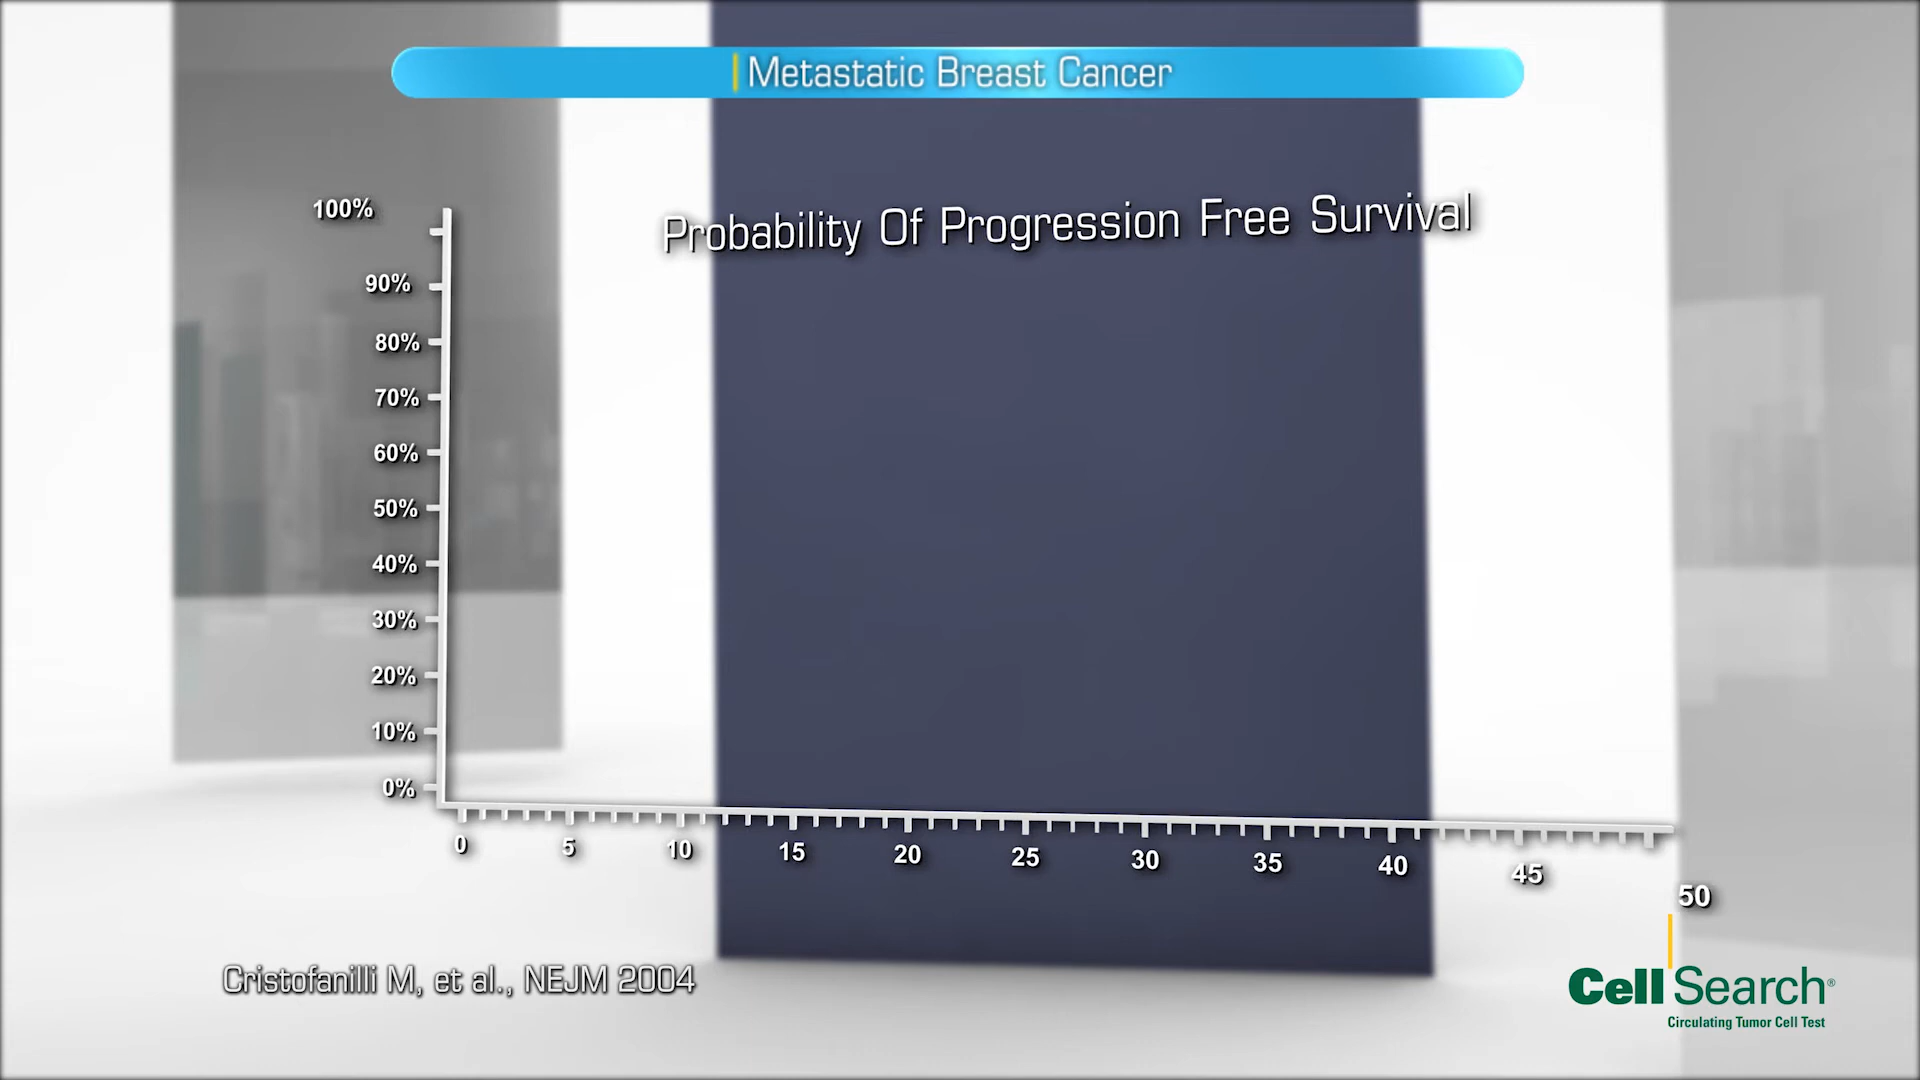 Metastatic Breast Cancer
Probability Of Progression Free Survival
100%
90%
80%
70%
60%
50%
40%
30%
20%
10%
0%
0 5 10 15 20 25 30 35 40 45 50
Cristofanilli M, et al., NEJM 2004
CellSearch®
Circulating Tumor Cell Test